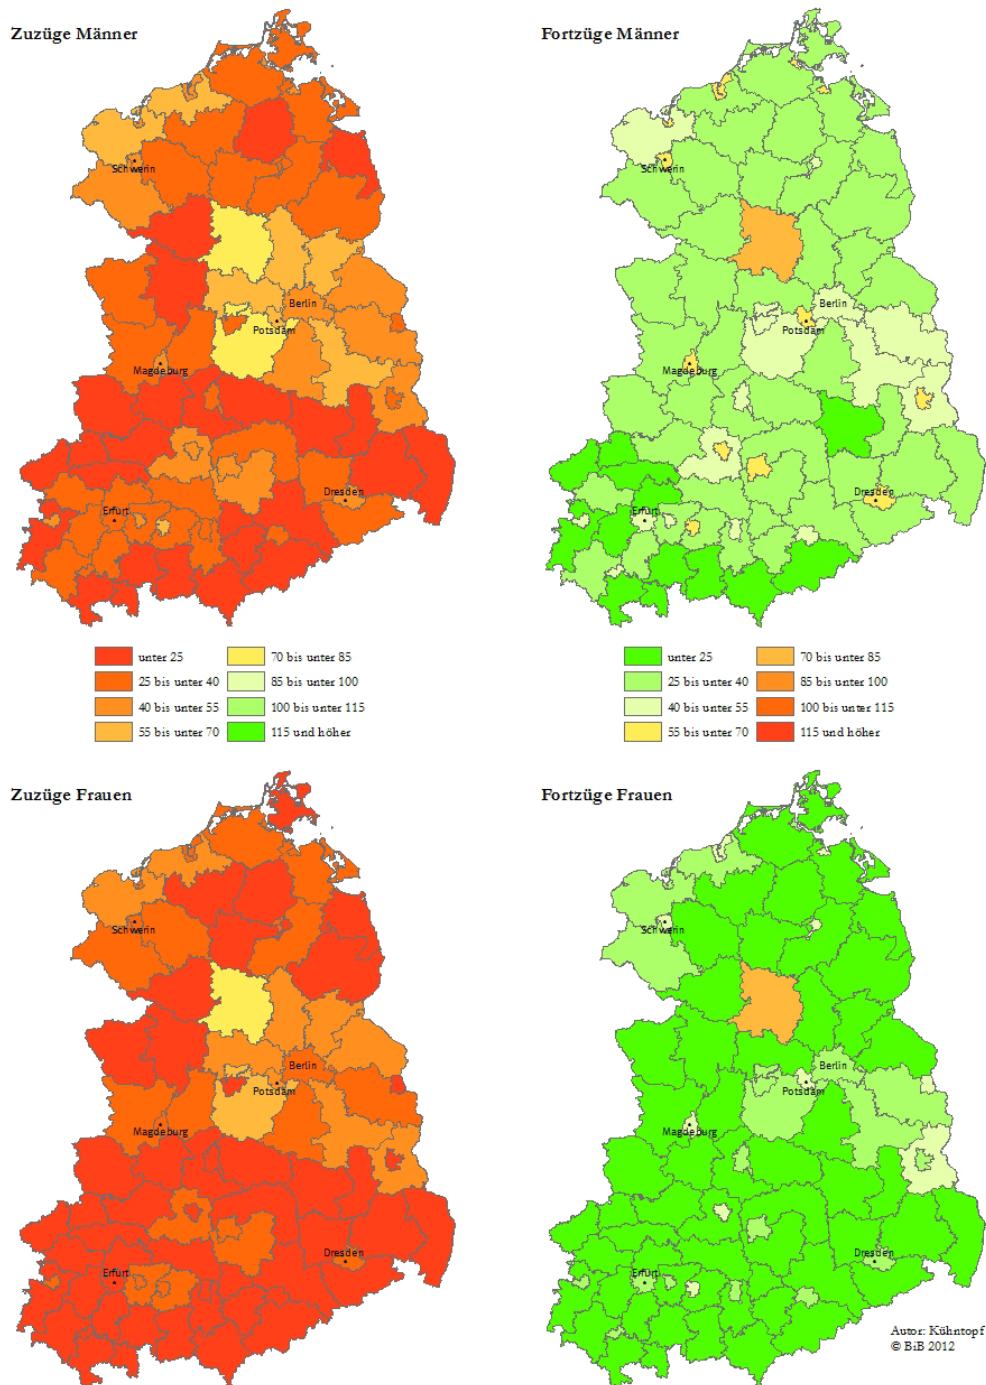 Zuzüge Männer
Fortzüge Männer
Schwerin
Berlin
Potsdam
Magdeburg
Dresden
Erfurt
Schwerin
Berlin
Potsdam
Magdeburg
Dresden
Erfurt
unter 25
25 bis unter 40
40 bis unter 55
55 bis unter 70
70 bis unter 85
85 bis unter 100
100 bis unter 115
115 und höher
unter 25
25 bis unter 40
40 bis unter 55
55 bis unter 70
70 bis unter 85
85 bis unter 100
100 bis unter 115
115 und höher
Zuzüge Frauen
Fortzüge Frauen
Schwerin
Berlin
Potsdam
Magdeburg
Dresden
Erfurt
Schwerin
Berlin
Potsdam
Magdeburg
Dresden
Erfurt
Autor: Kühntopf
© BiB 2012